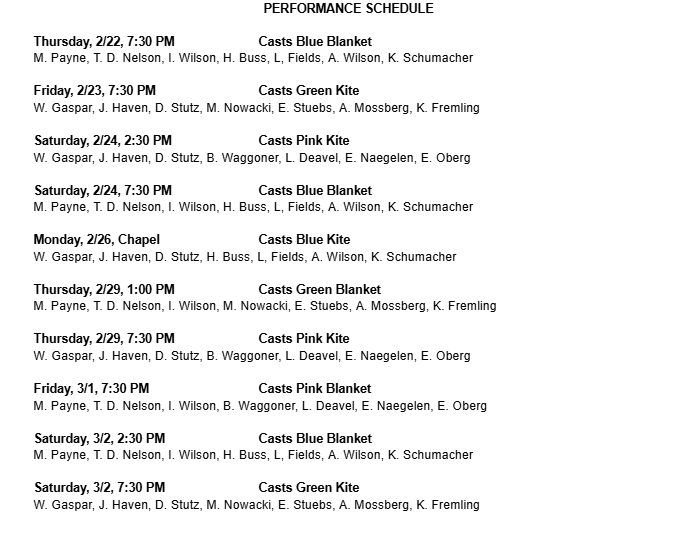 PERFORMANCE SCHEDULE
Thursday, 2/22, 7:30 PM Casts Blue Blanket
M. Payne, T. D. Nelson, I. Wilson, H. Buss, L, Fields, A. Wilson, K. Schumacher
Friday, 2/23, 7:30 PM Casts Green Kite
W. Gaspar, J. Haven, D. Stutz, M. Nowacki, E. Stuebs, A. Mossberg, K. Fremling
Saturday, 2/24, 2:30 PM Casts Pink Kite
W. Gaspar, J. Haven, D. Stutz, B. Waggoner, L. Deavel, E. Naegelen, E. Oberg
Saturday, 2/24, 7:30 PM Casts Blue Blanket
M. Payne, T. D. Nelson, I. Wilson, H. Buss, L, Fields, A. Wilson, K. Schumacher
Monday, 2/26, Chapel Casts Blue Kite
W. Gaspar, J. Haven, D. Stutz, H. Buss, L, Fields, A. Wilson, K. Schumacher
Thursday, 2/29, 1:00 PM Casts Green Blanket
M. Payne, T. D. Nelson, I. Wilson, M. Nowacki, E. Stuebs, A. Mossberg, K. Fremling
Thursday, 2/29, 7:30 PM Casts Pink Kite
W. Gaspar, J. Haven, D. Stutz, B. Waggoner, L. Deavel, E. Naegelen, E. Oberg
Friday, 3/1, 7:30 PM Casts Pink Blanket
M. Payne, T. D. Nelson, I. Wilson, B. Waggoner, L. Deavel, E. Naegelen, E. Oberg
Saturday, 3/2, 2:30 PM Casts Blue Blanket
M. Payne, T. D. Nelson, I. Wilson, H. Buss, L, Fields, A. Wilson, K. Schumacher
Saturday, 3/2, 7:30 PM Casts Green Kite
W. Gaspar, J. Haven, D. Stutz, M. Nowacki, E. Stuebs, A. Mossberg, K. Fremling